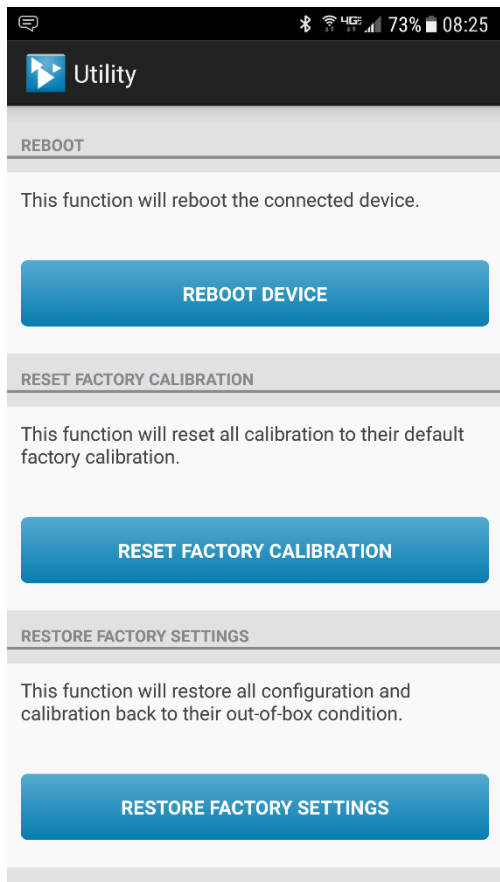 4GE 73% 08:25
Utility
REBOOT
This function will reboot the connected device.
REBOOT DEVICE
RESET FACTORY CALIBRATION
This function will reset all calibration to their default
factory calibration.
RESET FACTORY CALIBRATION
RESTORE FACTORY SETTINGS
This function will restore all configuration and
calibration back to their out-of-box condition.
RESTORE FACTORY SETTINGS